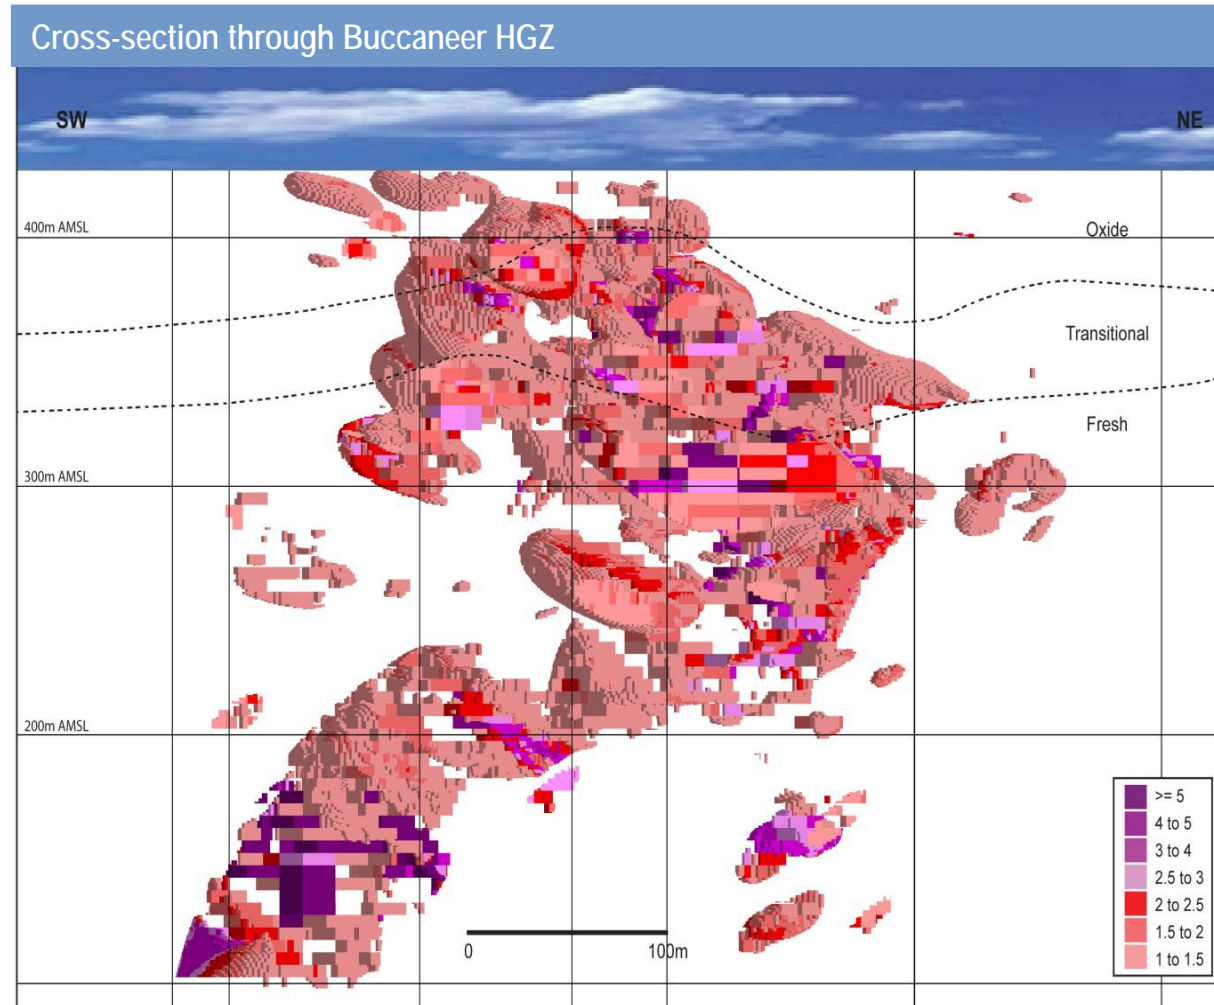 Cross-section through Buccaneer HGZ
SW
NE
400m AMSL
Oxide
Transitional
Fresh
300m AMSL
200m AMSL
>= 5
4 to 5
3 to 4
2.5 to 3
2 to 2.5
1.5 to 2
1 to 1.5
0
100m